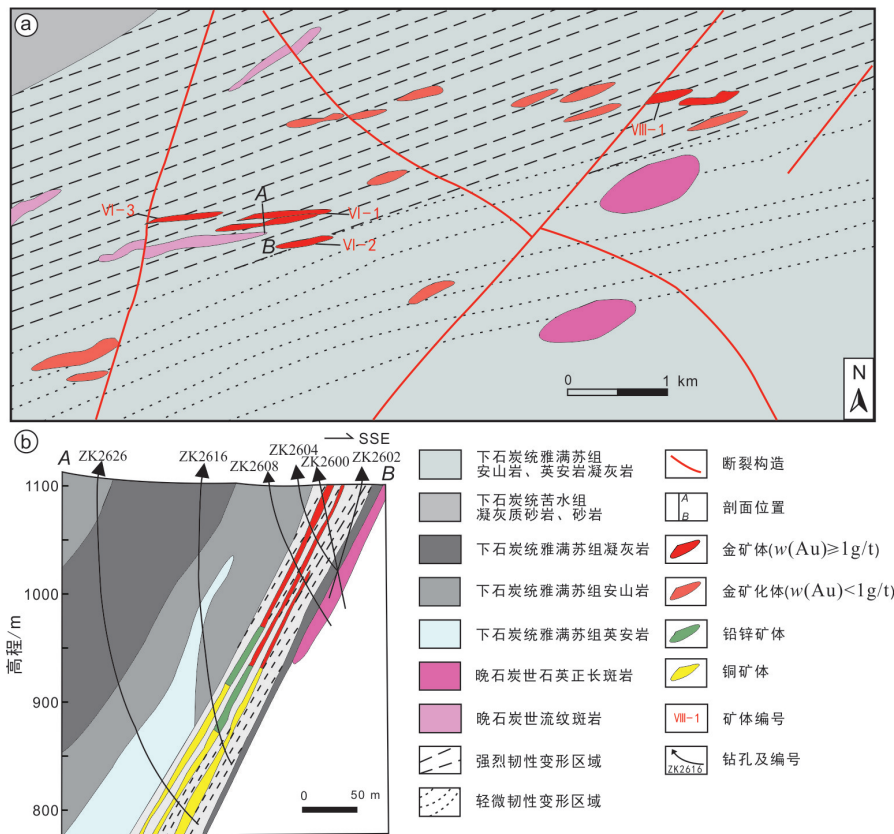 a
VIII-1
A
VI-3
VI-1
B
VI-2
0
1 km
N
b
A
ZK2626
ZK2616
ZK2608
ZK2604
ZK2600
SSE
ZK2602
B
1100
1000
900
800
高程/m
0
50 m
下石炭统雅满苏组
安山岩、英安岩凝灰岩
下石炭统苦水组
凝灰质砂岩、砂岩
下石炭统雅满苏组凝灰岩
下石炭统雅满苏组安山岩
下石炭统雅满苏组英安岩
晚石炭世石英正长斑岩
晚石炭世流纹斑岩
强烈韧性变形区域
轻微韧性变形区域
断裂构造
A
B
剖面位置
金矿体(w(Au)⩾1g/t)
金矿化体(w(Au)<1g/t)
铅锌矿体
铜矿体
VIII-1
矿体编号
ZK2616
钻孔及编号